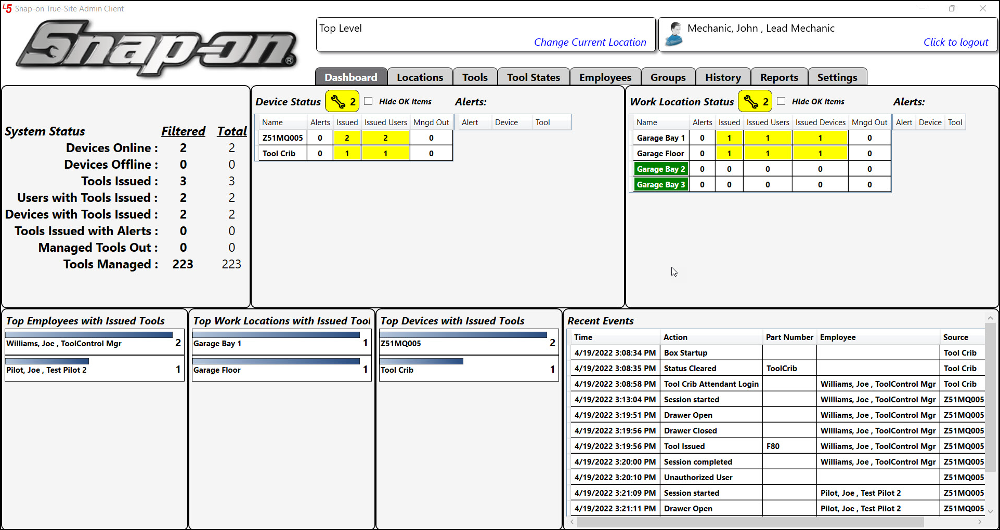 L5 Snap-on True-Site Admin Client
Snap-on®
Top Level
Change Current Location
Mechanic, John , Lead Mechanic
Click to logout
Dashboard Locations Tools Tool States Employees Groups History Reports Settings
System Status Filtered Total
Devices Online : 2 2
Devices Offline : 0 0
Tools Issued : 3 3
Users with Tools Issued : 2 2
Devices with Tools Issued : 2 2
Tools Issued with Alerts : 0 0
Managed Tools Out : 0 0
Tools Managed : 223 223
Device Status 2 Hide OK Items Alerts:
Name Alerts Issued Issued Users Mngd Out Alert Device Tool
Z51MQ005 0 2 2 0
Tool Crib 0 1 1 0
Work Location Status 2 Hide OK Items Alerts:
Name Alerts Issued Issued Users Issued Devices Mngd Out Alert Device Tool
Garage Bay 1 0 1 1 1 0
Garage Floor 0 1 1 1 0
Garage Bay 2 0 0 0 0 0
Garage Bay 3 0 0 0 0 0
Top Employees with Issued Tools
Williams, Joe , ToolControl Mgr 2
Pilot, Joe , Test Pilot 2 1
Top Work Locations with Issued Tool
Garage Bay 1 1
Garage Floor 1
Top Devices with Issued Tools
Z51MQ005 2
Tool Crib 1
Recent Events
Time Action Part Number Employee Source
4/19/2022 3:08:34 PM Box Startup Tool Crib
4/19/2022 3:08:35 PM Status Cleared ToolCrib Tool Crib
4/19/2022 3:08:58 PM Tool Crib Attendant Login Williams, Joe , ToolControl Mgr Tool Crib
4/19/2022 3:13:04 PM Session started Williams, Joe , ToolControl Mgr Z51MQ005
4/19/2022 3:19:51 PM Drawer Open Williams, Joe , ToolControl Mgr Z51MQ005
4/19/2022 3:19:56 PM Drawer Closed Williams, Joe , ToolControl Mgr Z51MQ005
4/19/2022 3:19:56 PM Tool Issued F80 Williams, Joe , ToolControl Mgr Z51MQ005
4/19/2022 3:20:00 PM Session completed Williams, Joe , ToolControl Mgr Z51MQ005
4/19/2022 3:20:10 PM Unauthorized User Z51MQ005
4/19/2022 3:21:09 PM Session started Pilot, Joe , Test Pilot 2 Z51MQ005
4/19/2022 3:21:11 PM Drawer Open Pilot, Joe , Test Pilot 2 Z51MQ005